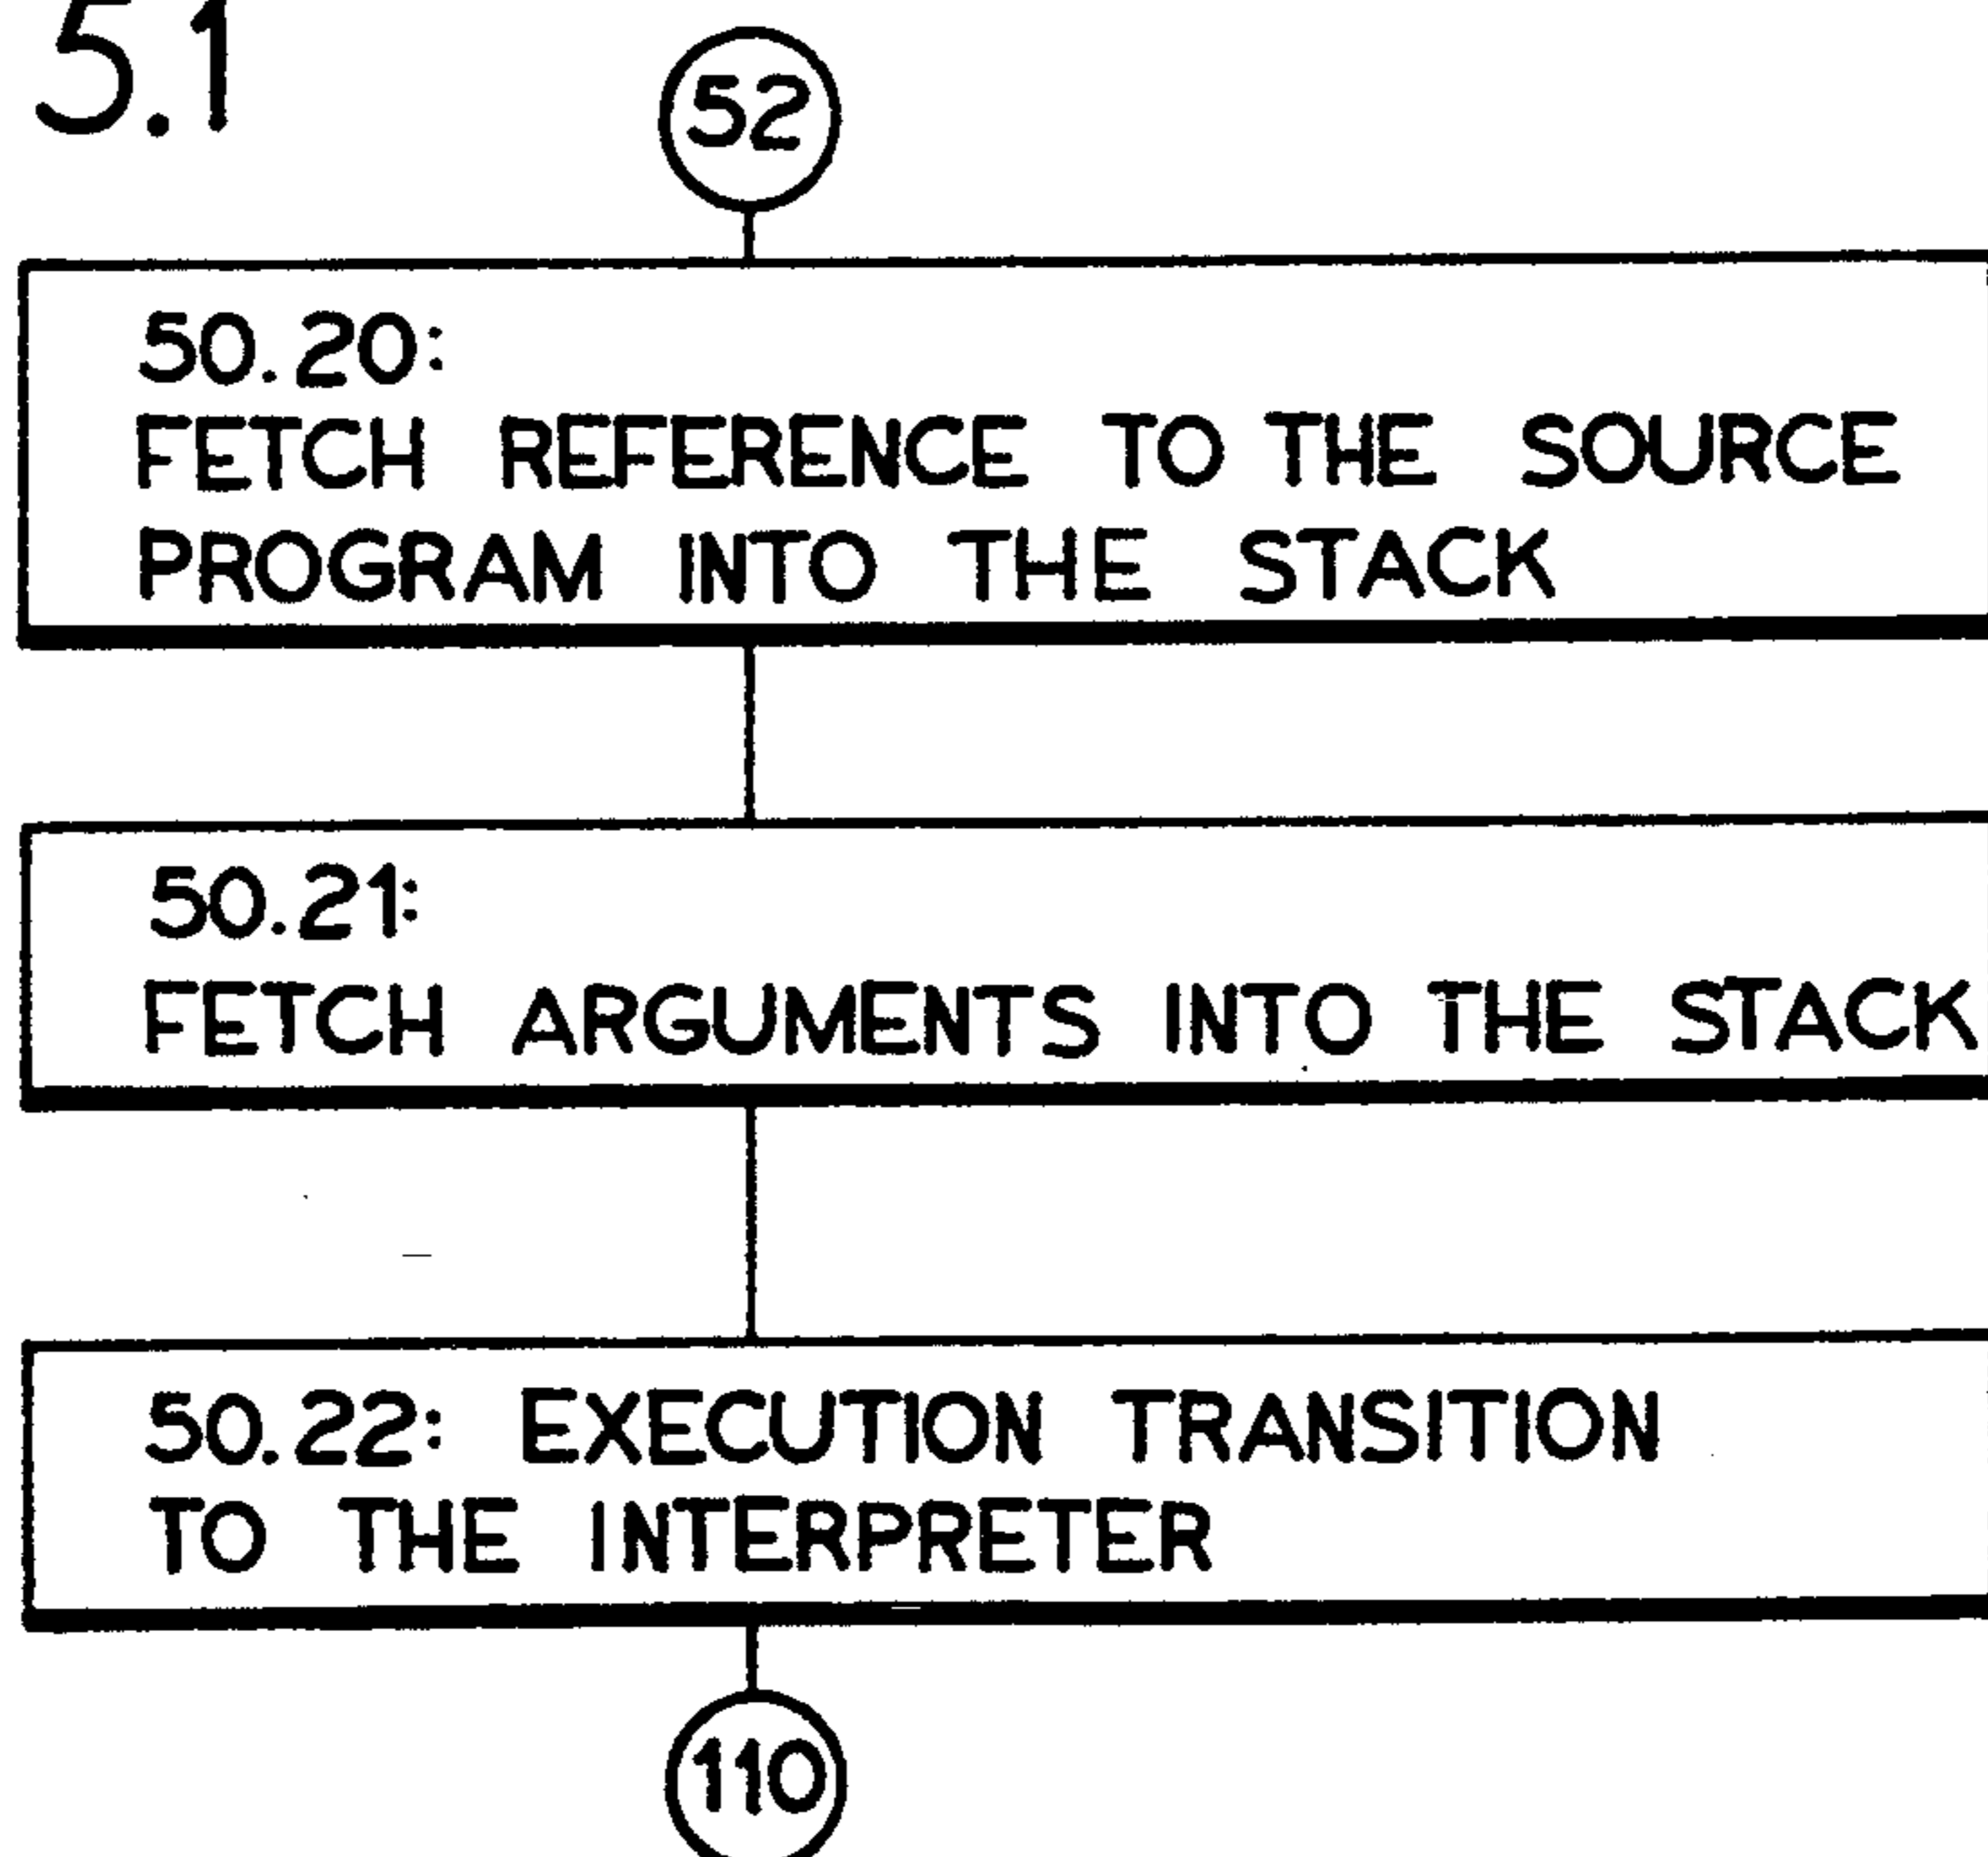 5.1
52
50.20:
FETCH REFERENCE TO THE SOURCE
PROGRAM INTO THE STACK
50.21:
FETCH ARGUMENTS INTO THE STACK
50.22: EXECUTION TRANSITION
TO THE INTERPRETER
110